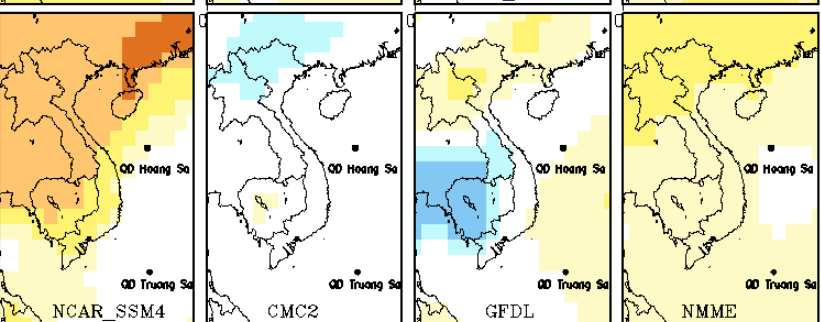 QD Hoang Sa
QD Hoang Sa
QD Hoang Sa
QD Hoang Sa
QD Truong Sa
QD Truong Sa
QD Truong Sa
QD Truong Sa
NCAR_SSM4
CMC2
GFDL
NMME